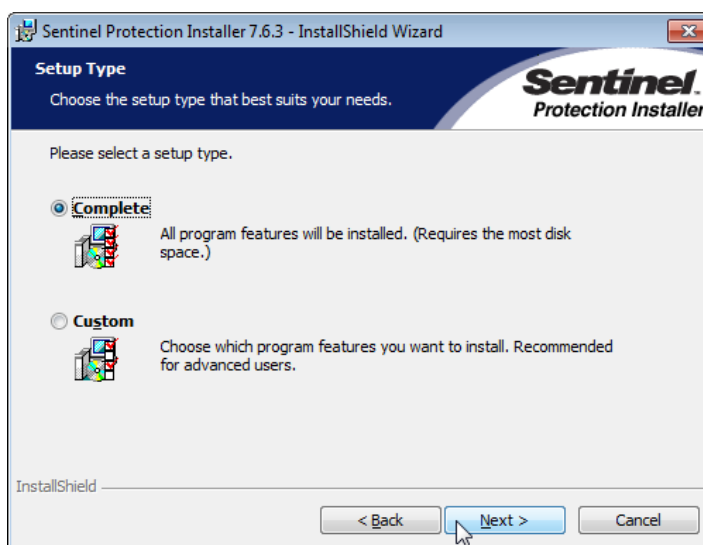 Sentinel Protection Installer 7.6.3 - InstallShield Wizard
Setup Type
Choose the setup type that best suits your needs.
Sentinel.
Protection Installer
Please select a setup type.
Complete
All program features will be installed. (Requires the most disk
space.)
Custom
Choose which program features you want to install. Recommended
for advanced users.
InstallShield
< Back
Next >
Cancel